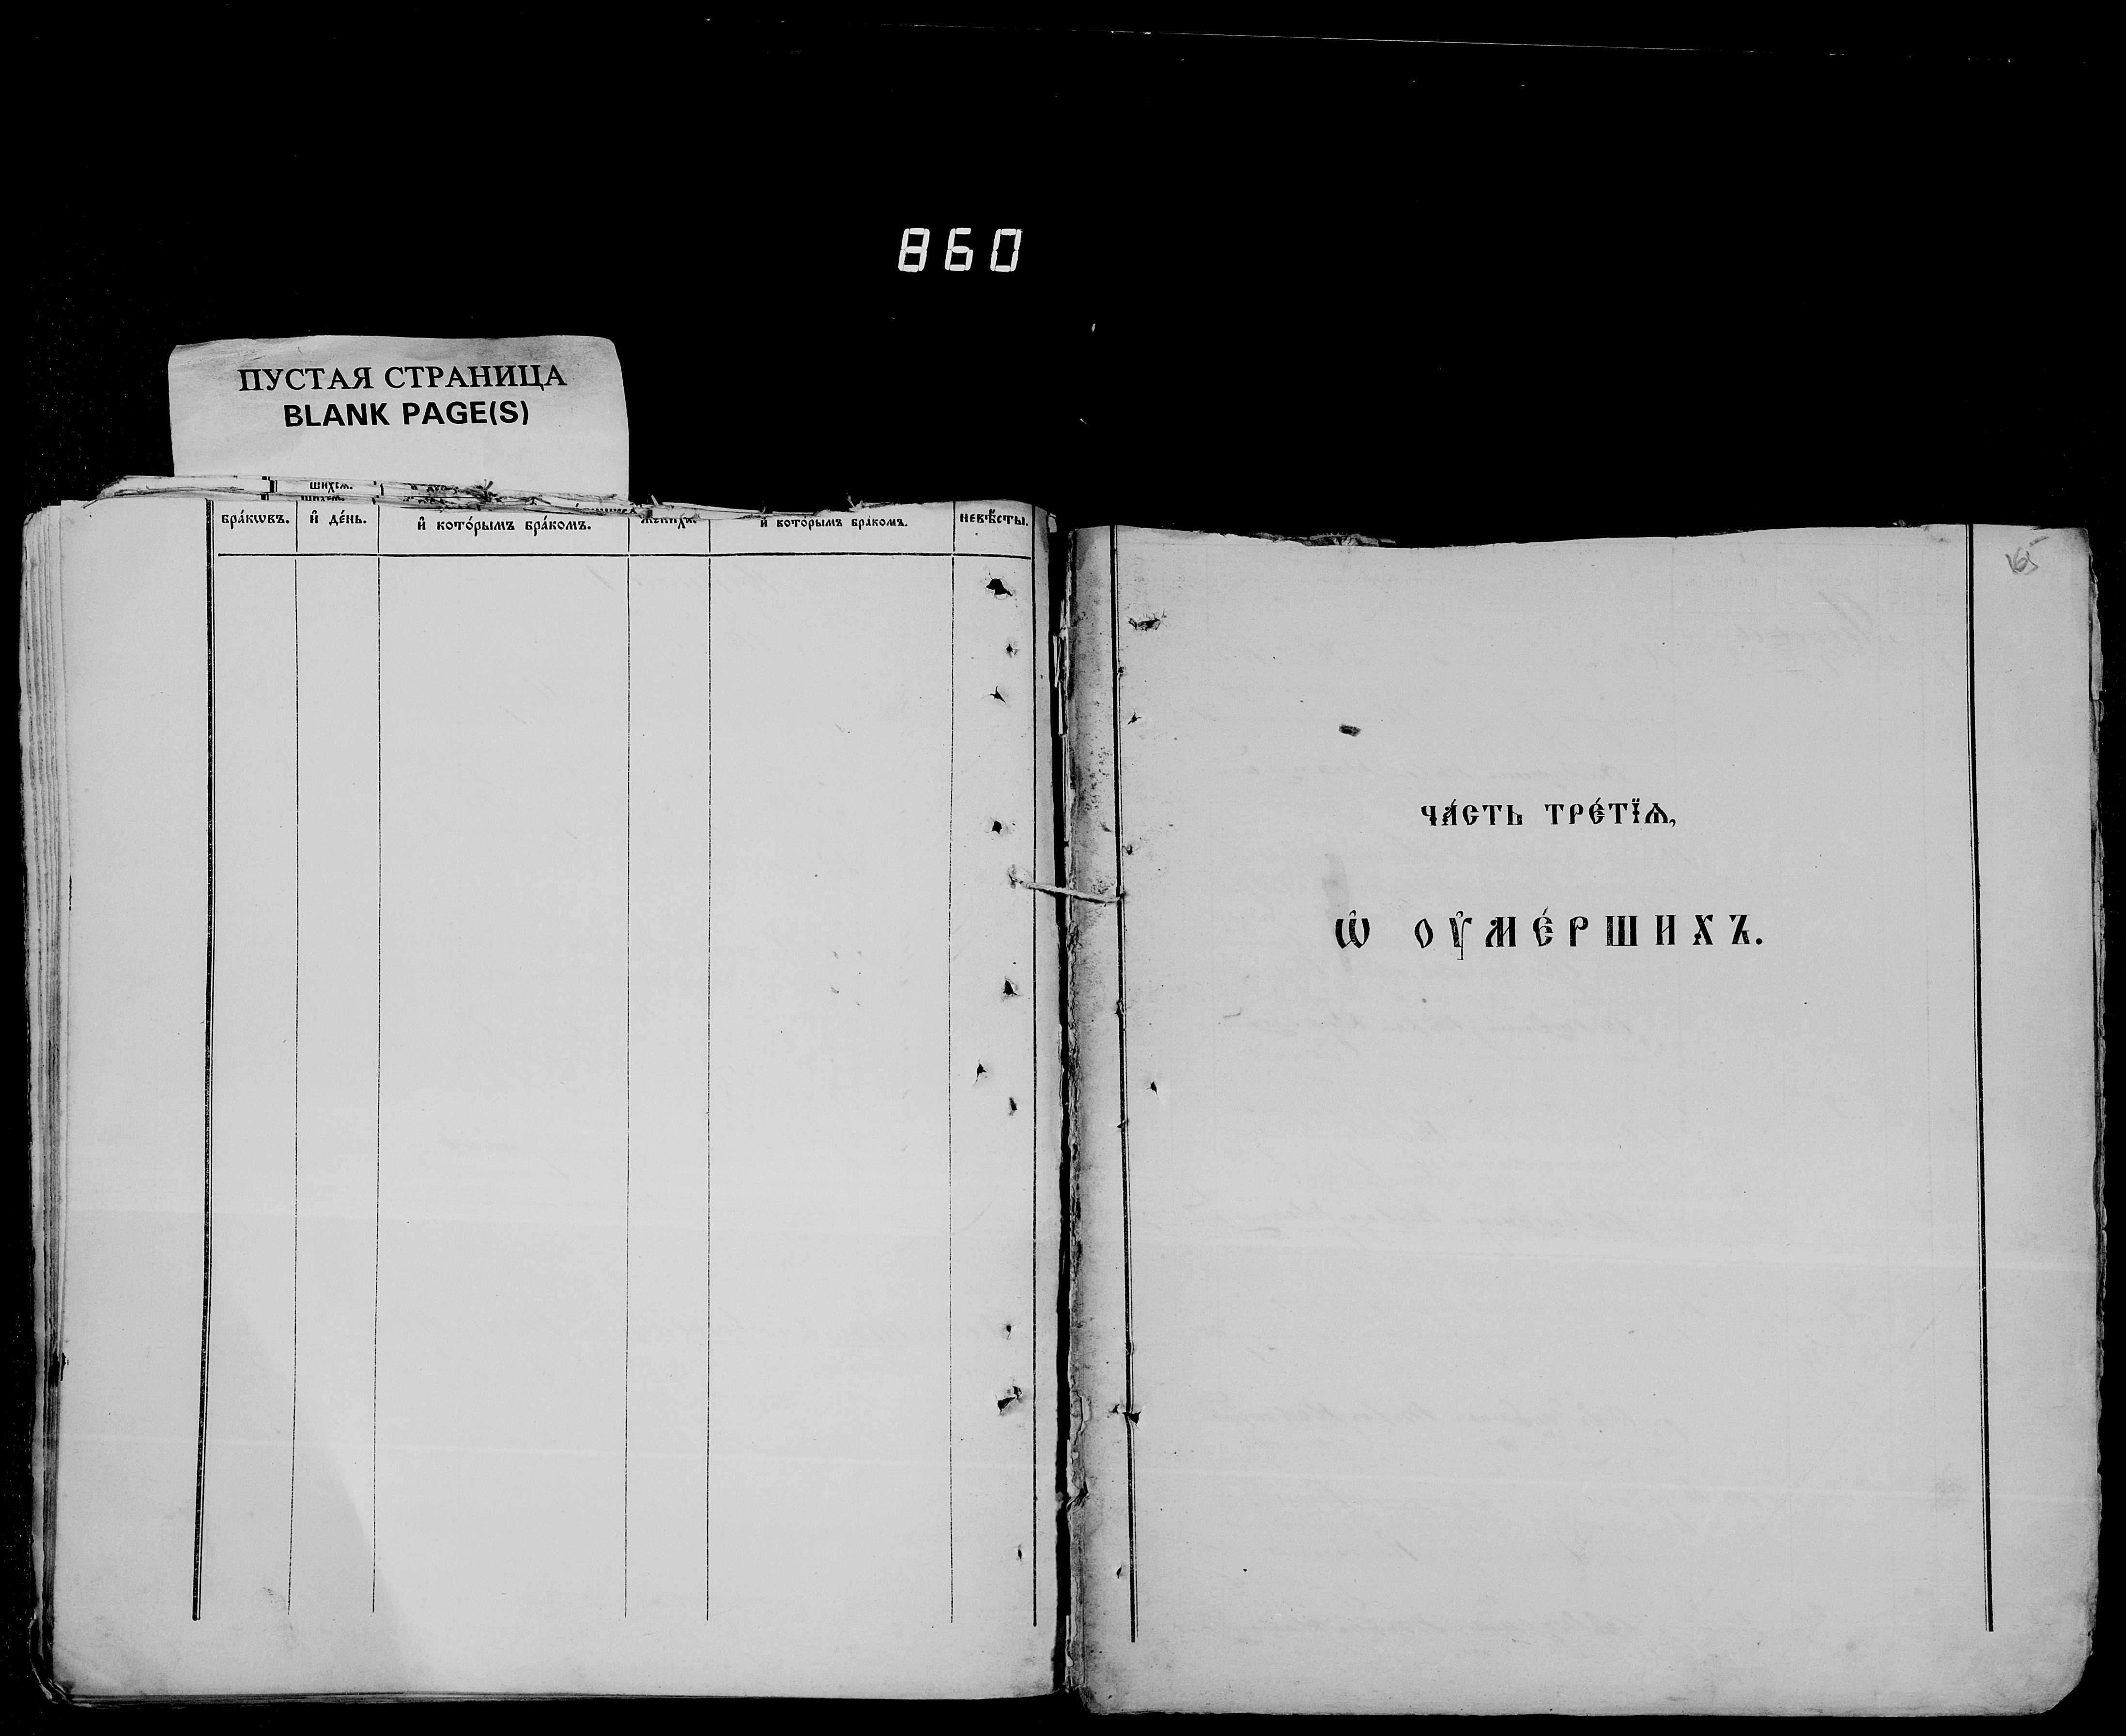 860
ПУСТАЯ СТРАНИЦА
BLANK PAGE(S)
шихсѧ.
бра́кѡвъ. и҆̑ де́нь. и҆̑ кото́рымъ бра́комъ. и҆̑ кото́рымъ бра́комъ. невѣ́сты.
165
ча́сть тре́тїѧ,
ѡ҆̑ оу҆ме́ршихъ.